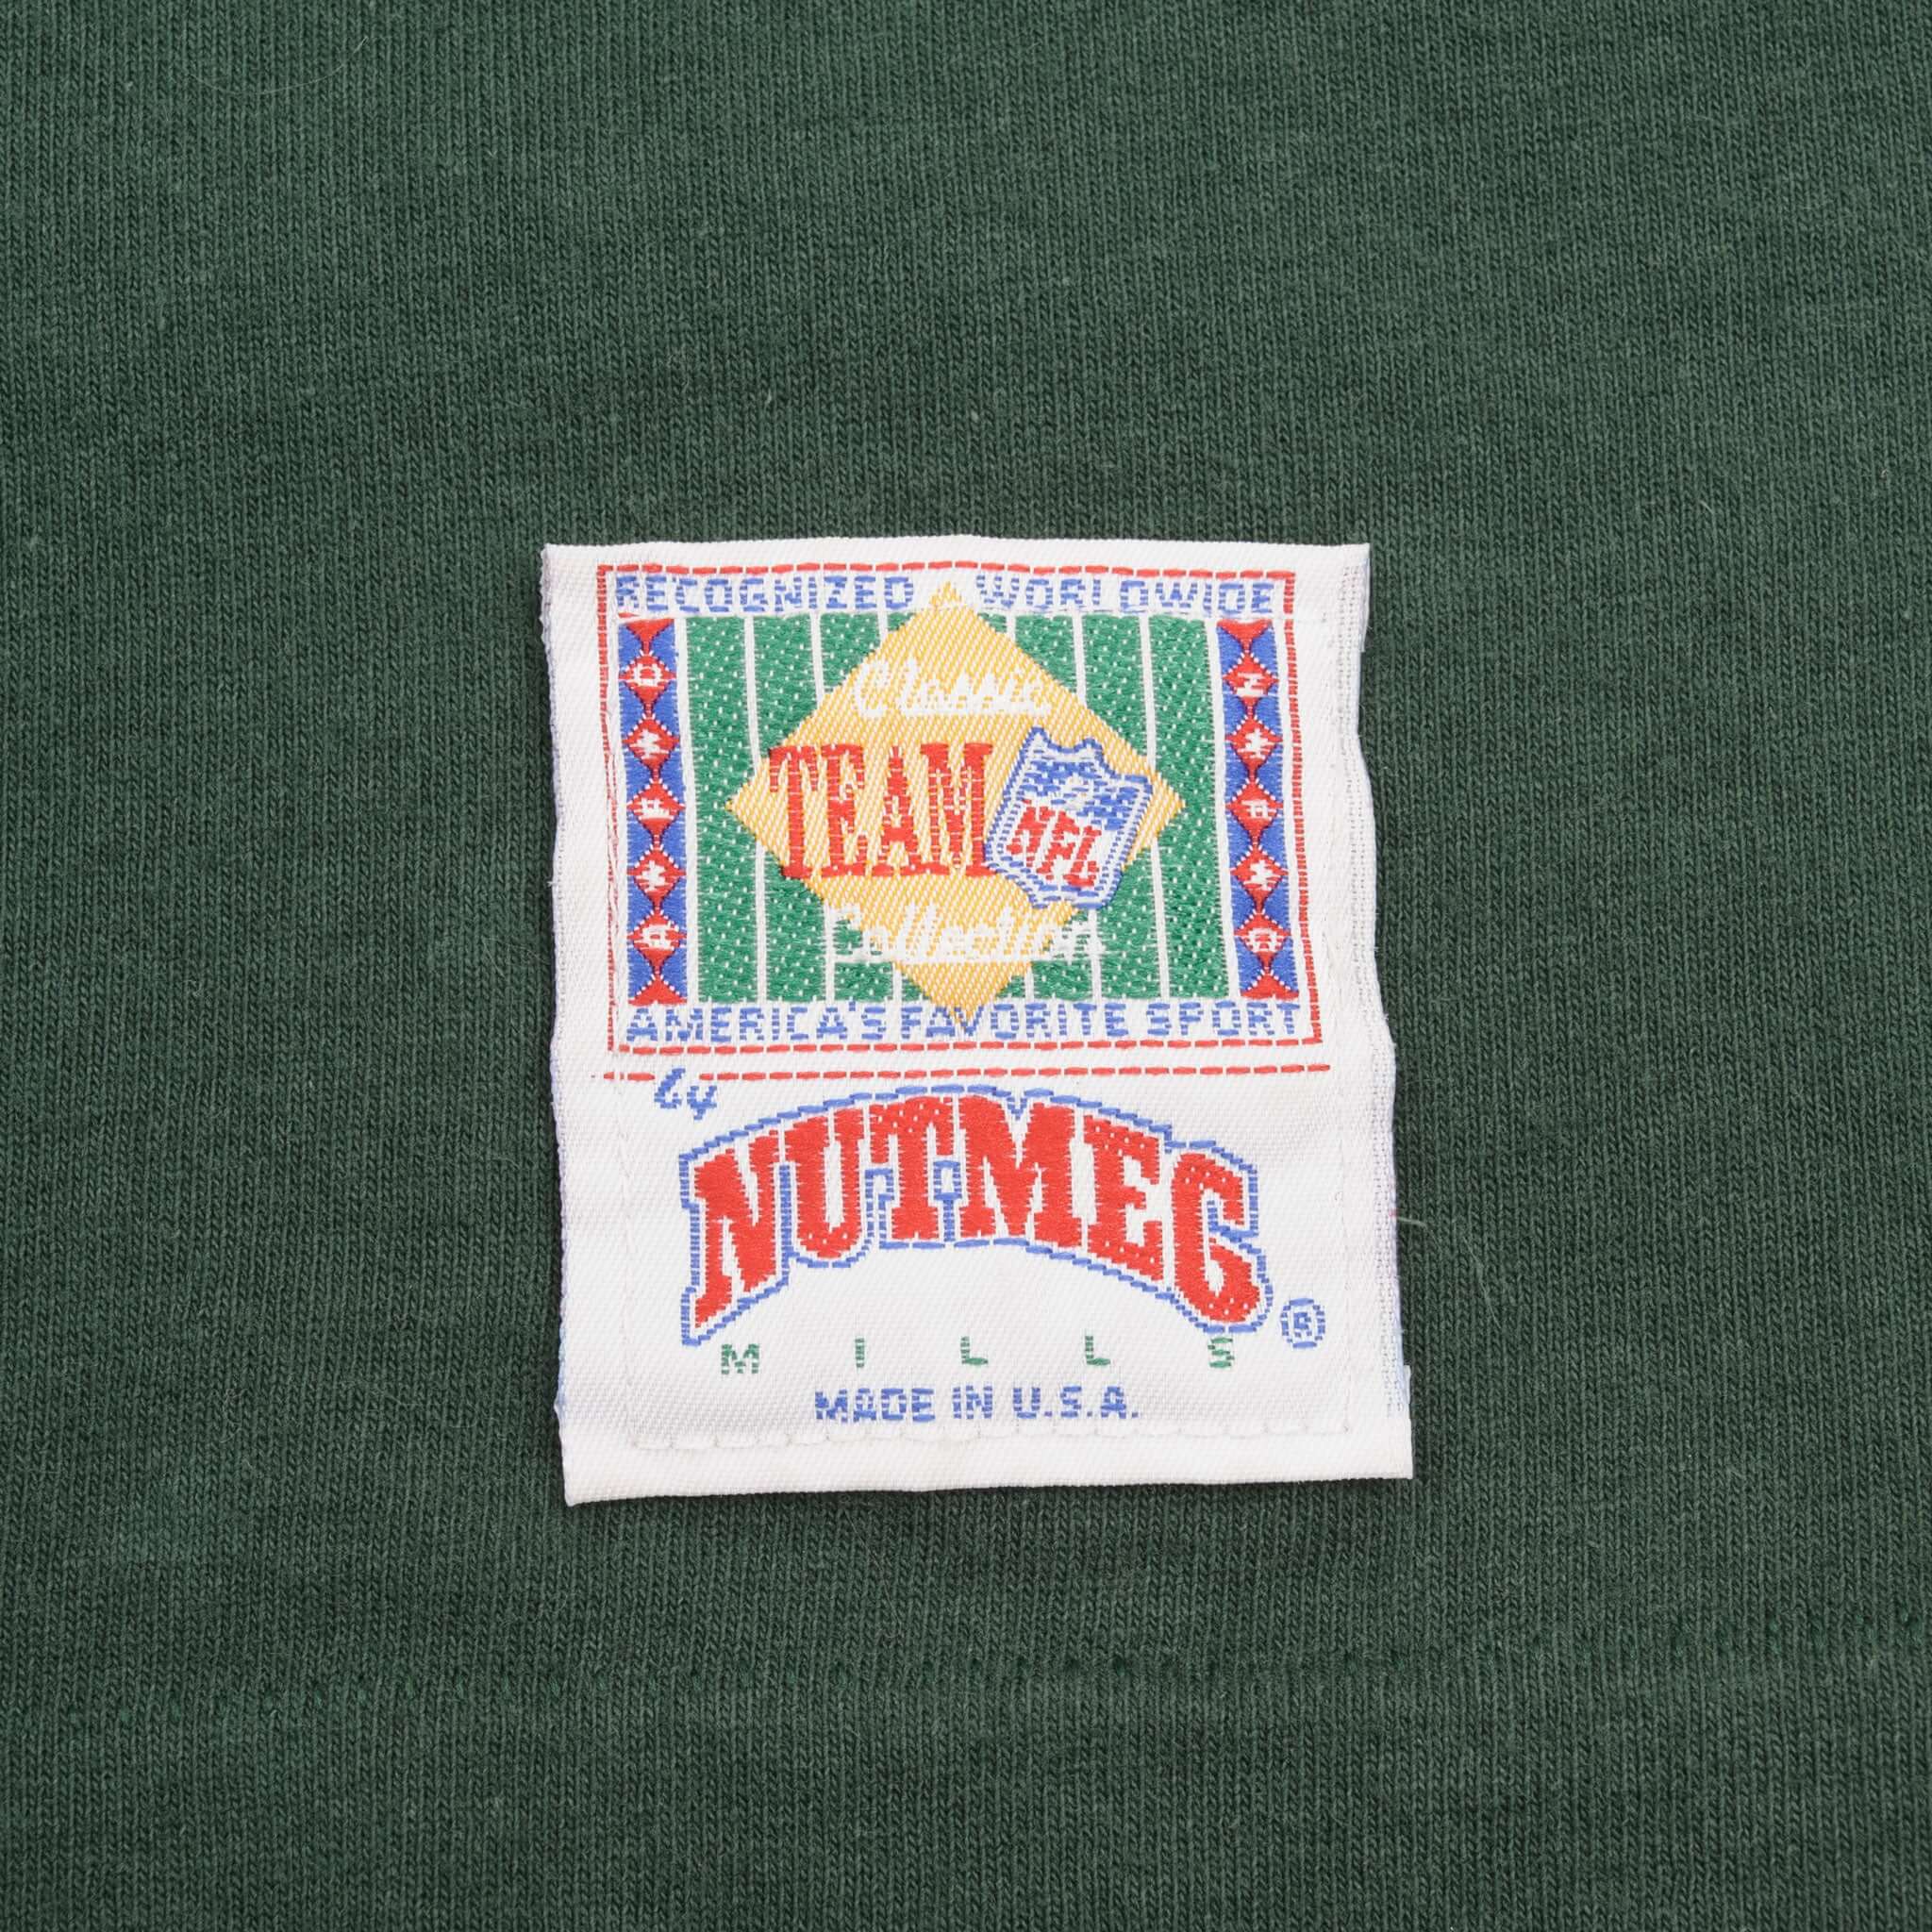 RECOGNIZED WORLDWIDE
Classic
TEAM
NFL
Collection
AMERICA'S FAVORITE SPORT
by
NUTMEG ®
MILLS
MADE IN U.S.A.